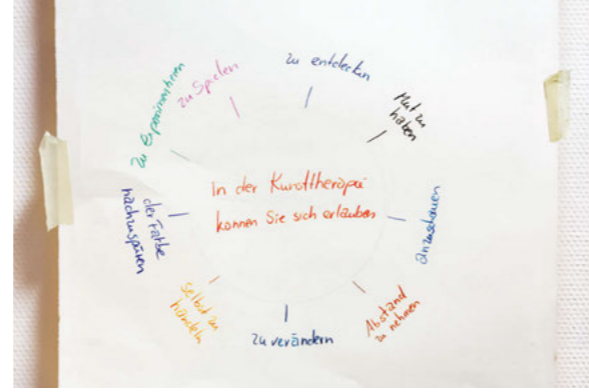 In der Kunsttherapie
können Sie sich erlauben
zu entdecken
Mut zu
haben
anzuschauen
Abstand
zu nehmen
zu verändern
selbst zu
handeln
der Farbe
nachzuspüren
zu Experimentieren
zu Spielen